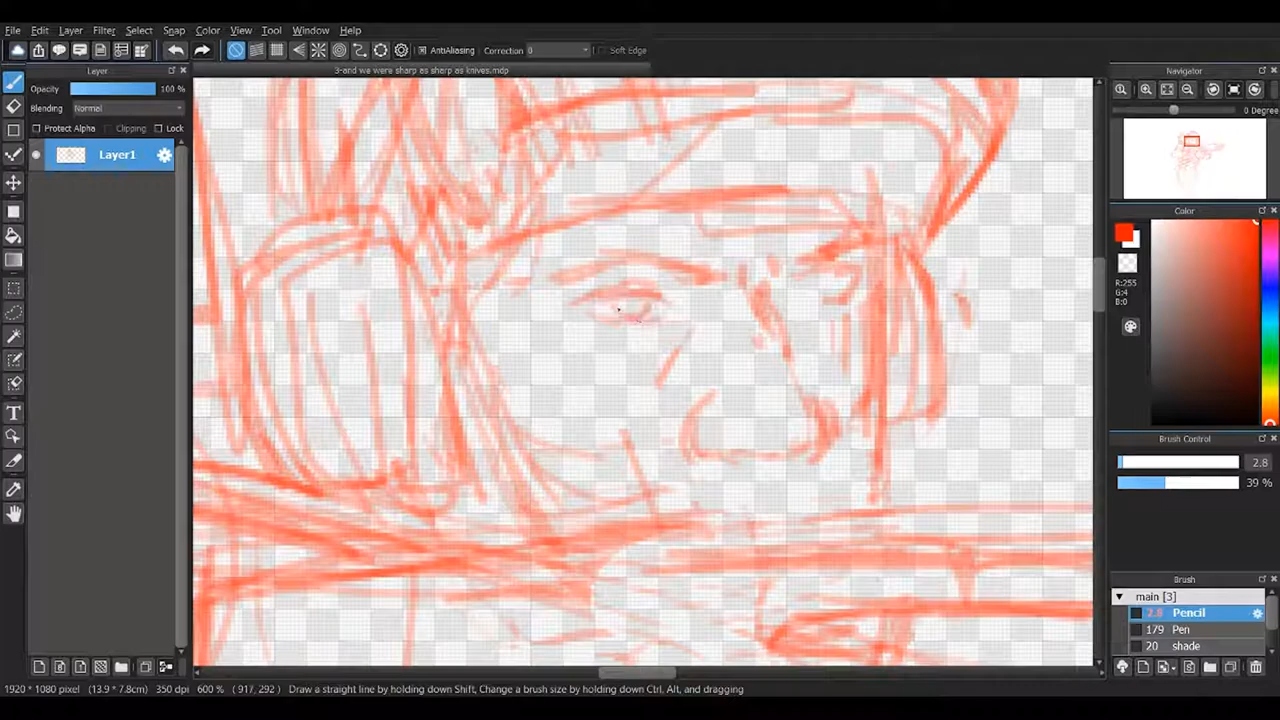 File Edit Layer Filter Select Snap Color View Tool Window Help
AntiAliasing Correction 0 Soft Edge
Layer
3-and we were sharp as sharp as knives.mdp
Navigator
Opacity 100 %
Blending Normal
0 Degree
Protect Alpha Clipping Lock
Layer1
Color
R:255
G:4
B:0
Brush Control
2.8
39 %
Brush
main [3]
2.8 Pencil
179 Pen
20 shade
1920 * 1080 pixel (13.9 * 7.8cm) 350 dpi 600 % ( 917, 292 ) Draw a straight line by holding down Shift, Change a brush size by holding down Ctrl, Alt, and dragging